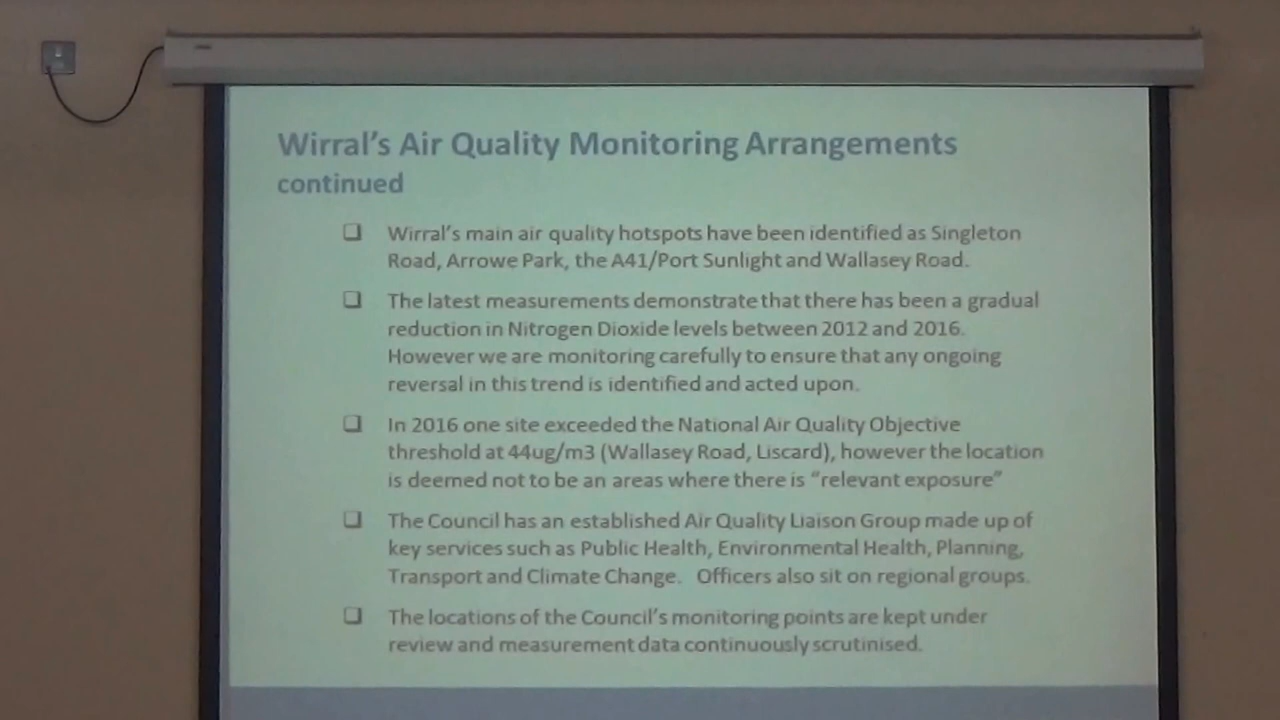 Wirral's Air Quality Monitoring Arrangements
continued
Wirral's main air quality hotspots have been identified as Singleton
Road, Arrowe Park, the A41/Port Sunlight and Wallasey Road.
The latest measurements demonstrate that there has been a gradual
reduction in Nitrogen Dioxide levels between 2012 and 2016.
However we are monitoring carefully to ensure that any ongoing
reversal in this trend is identified and acted upon.
In 2016 one site exceeded the National Air Quality Objective
threshold at 44ug/m3 (Wallasey Road, Liscard), however the location
is deemed not to be an areas where there is “relevant exposure”
The Council has an established Air Quality Liaison Group made up of
key services such as Public Health, Environmental Health, Planning,
Transport and Climate Change. Officers also sit on regional groups.
The locations of the Council's monitoring points are kept under
review and measurement data continuously scrutinised.